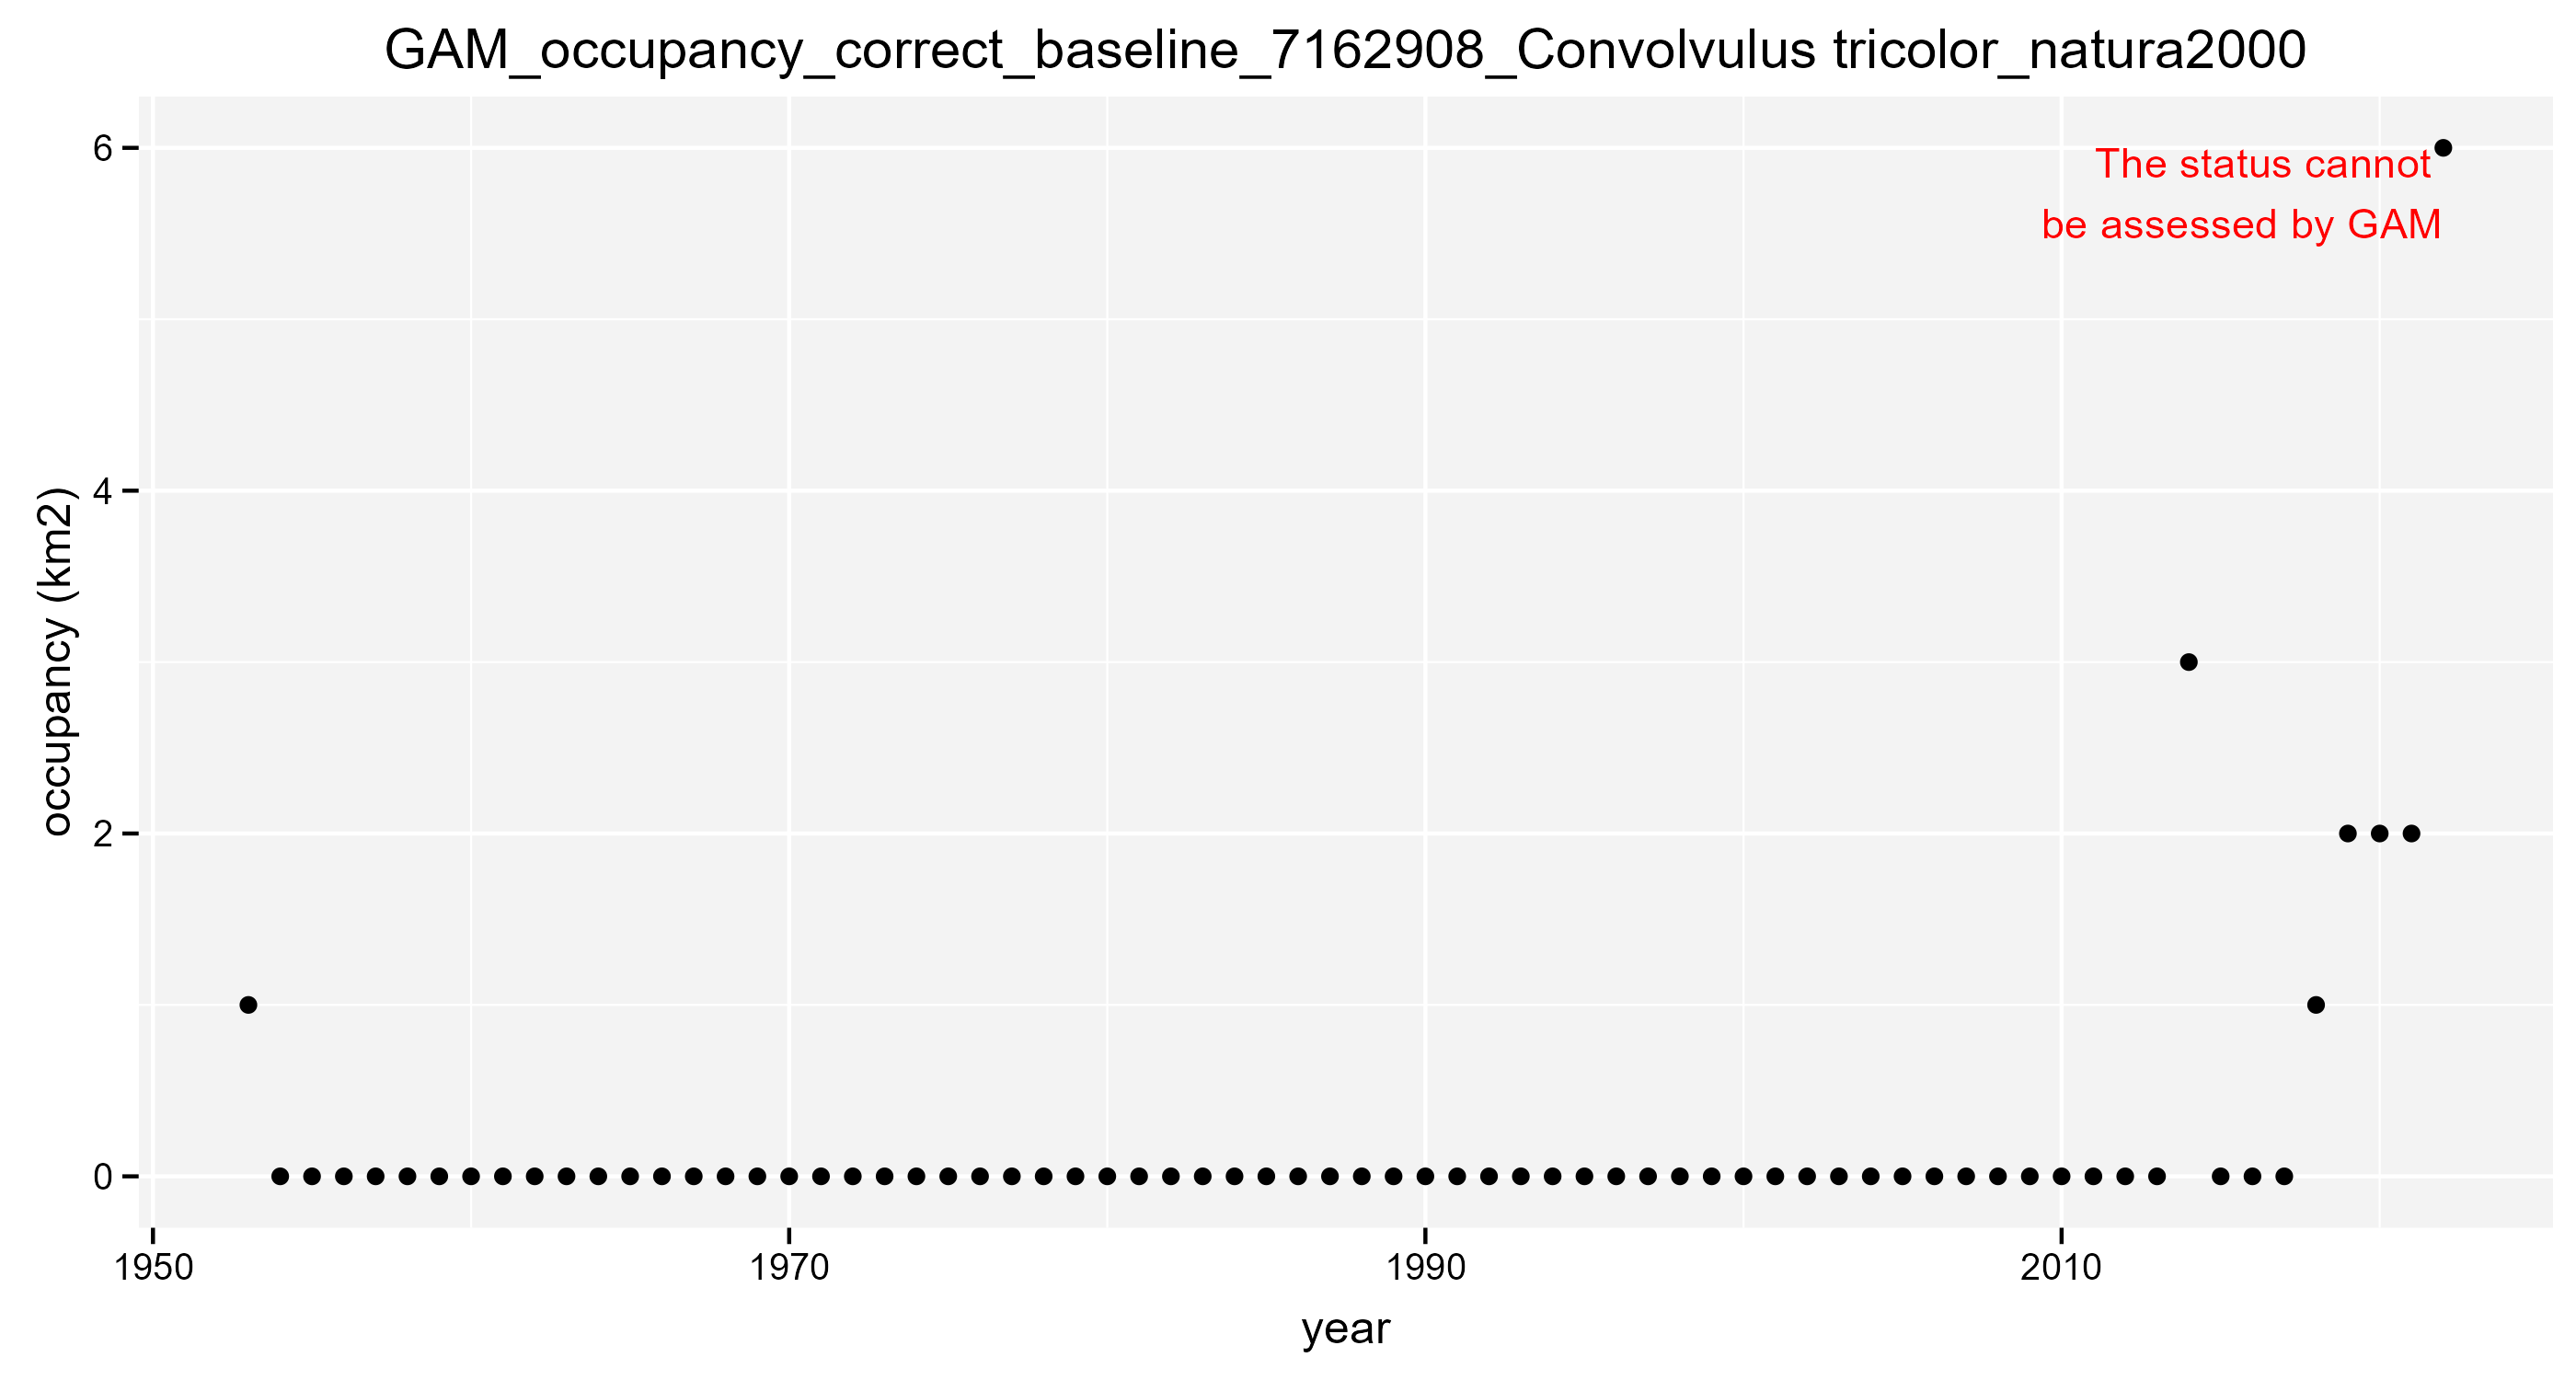 GAM_occupancy_correct_baseline_7162908_Convolvulus tricolor_natura2000
6
The status cannot
be assessed by GAM
4
occupancy (km2)
2
0
1950 1970 1990 2010
year